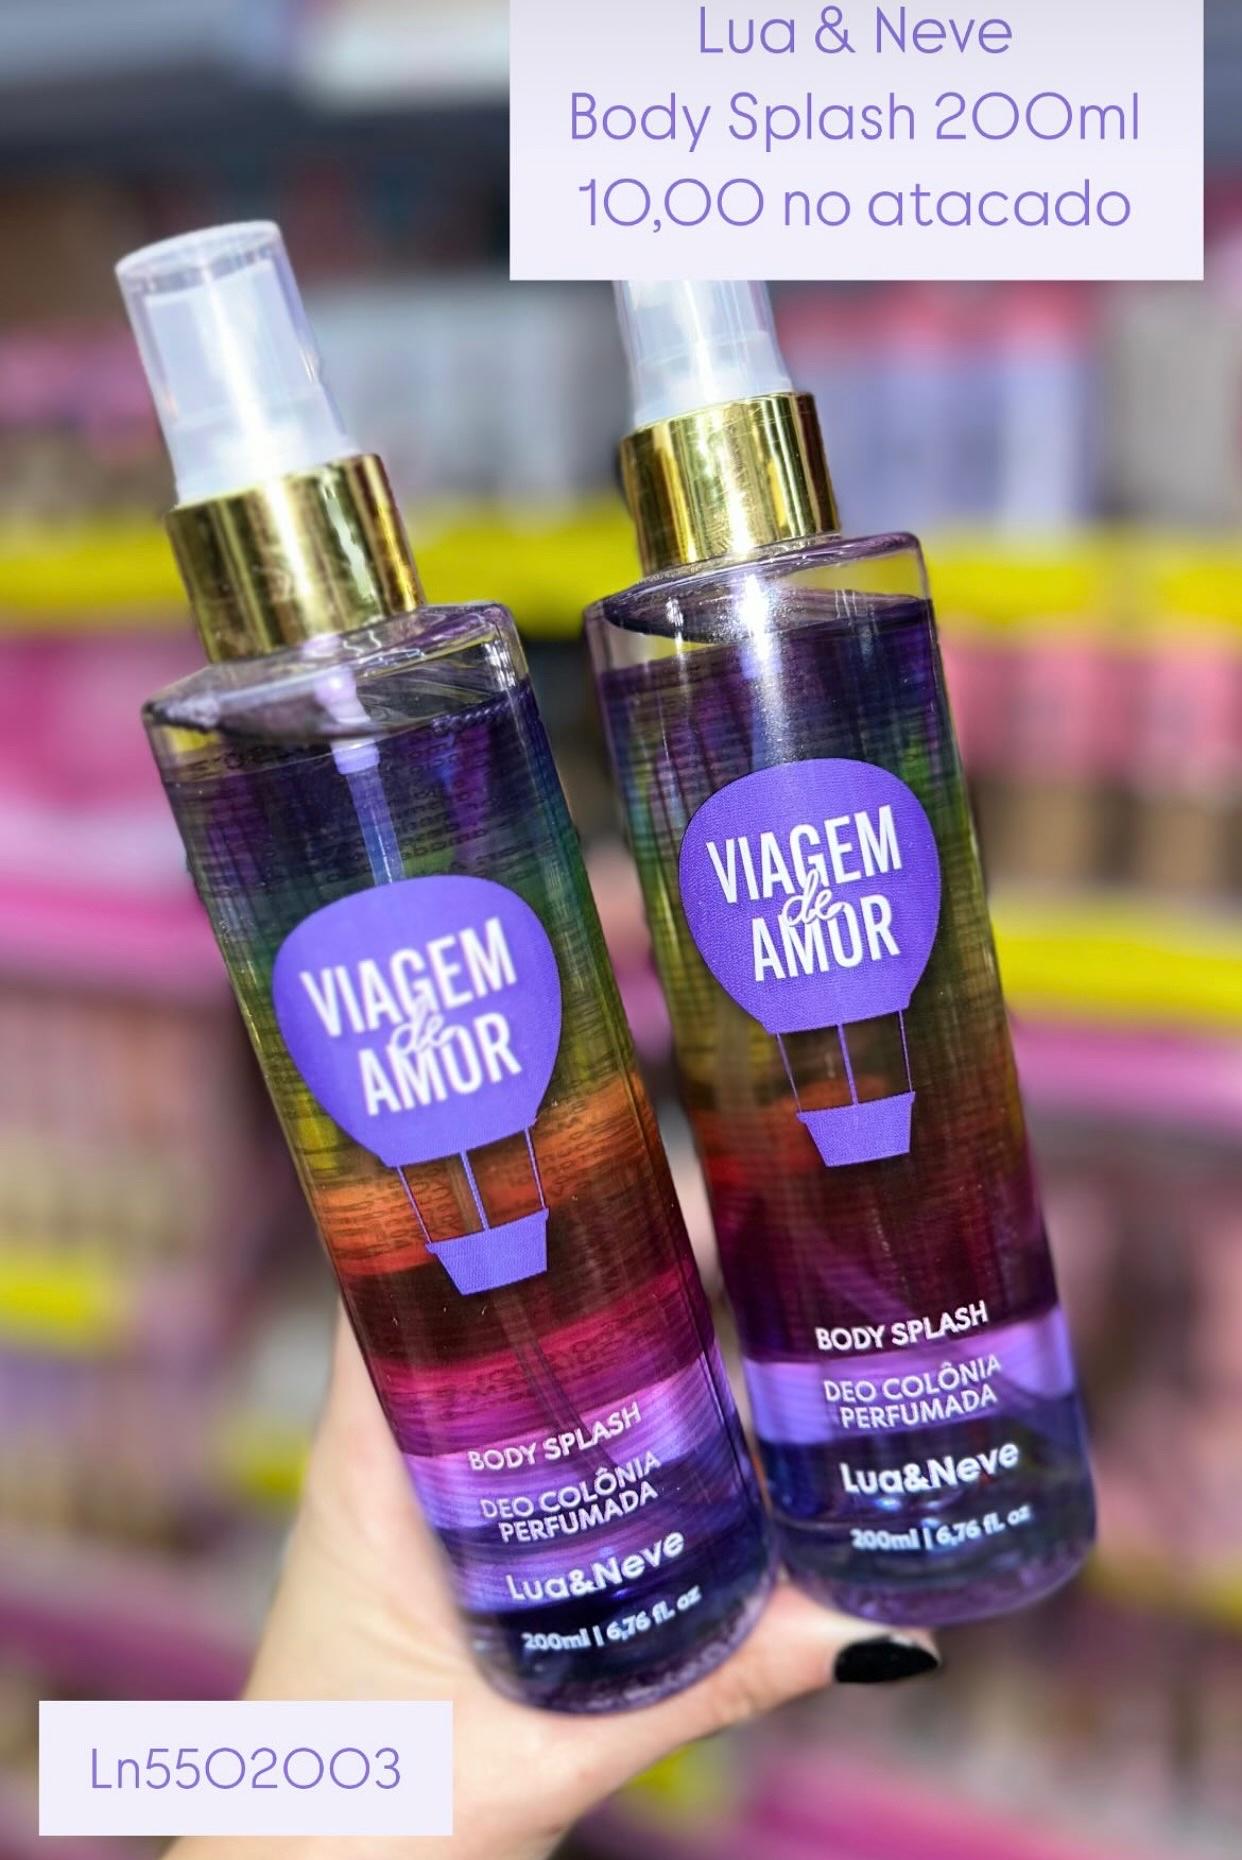 Lua & Neve
Body Splash 200ml
10,00 no atacado
VIAGEM
de
AMOR
BODY SPLASH
DEO COLÔNIA
PERFUMADA
Lua&Neve
200ml | 6,76 fl. oz
VIAGEM
de
AMOR
BODY SPLASH
DEO COLÔNIA
PERFUMADA
Lua&Neve
200ml | 6,76 fl. oz
Ln5502003